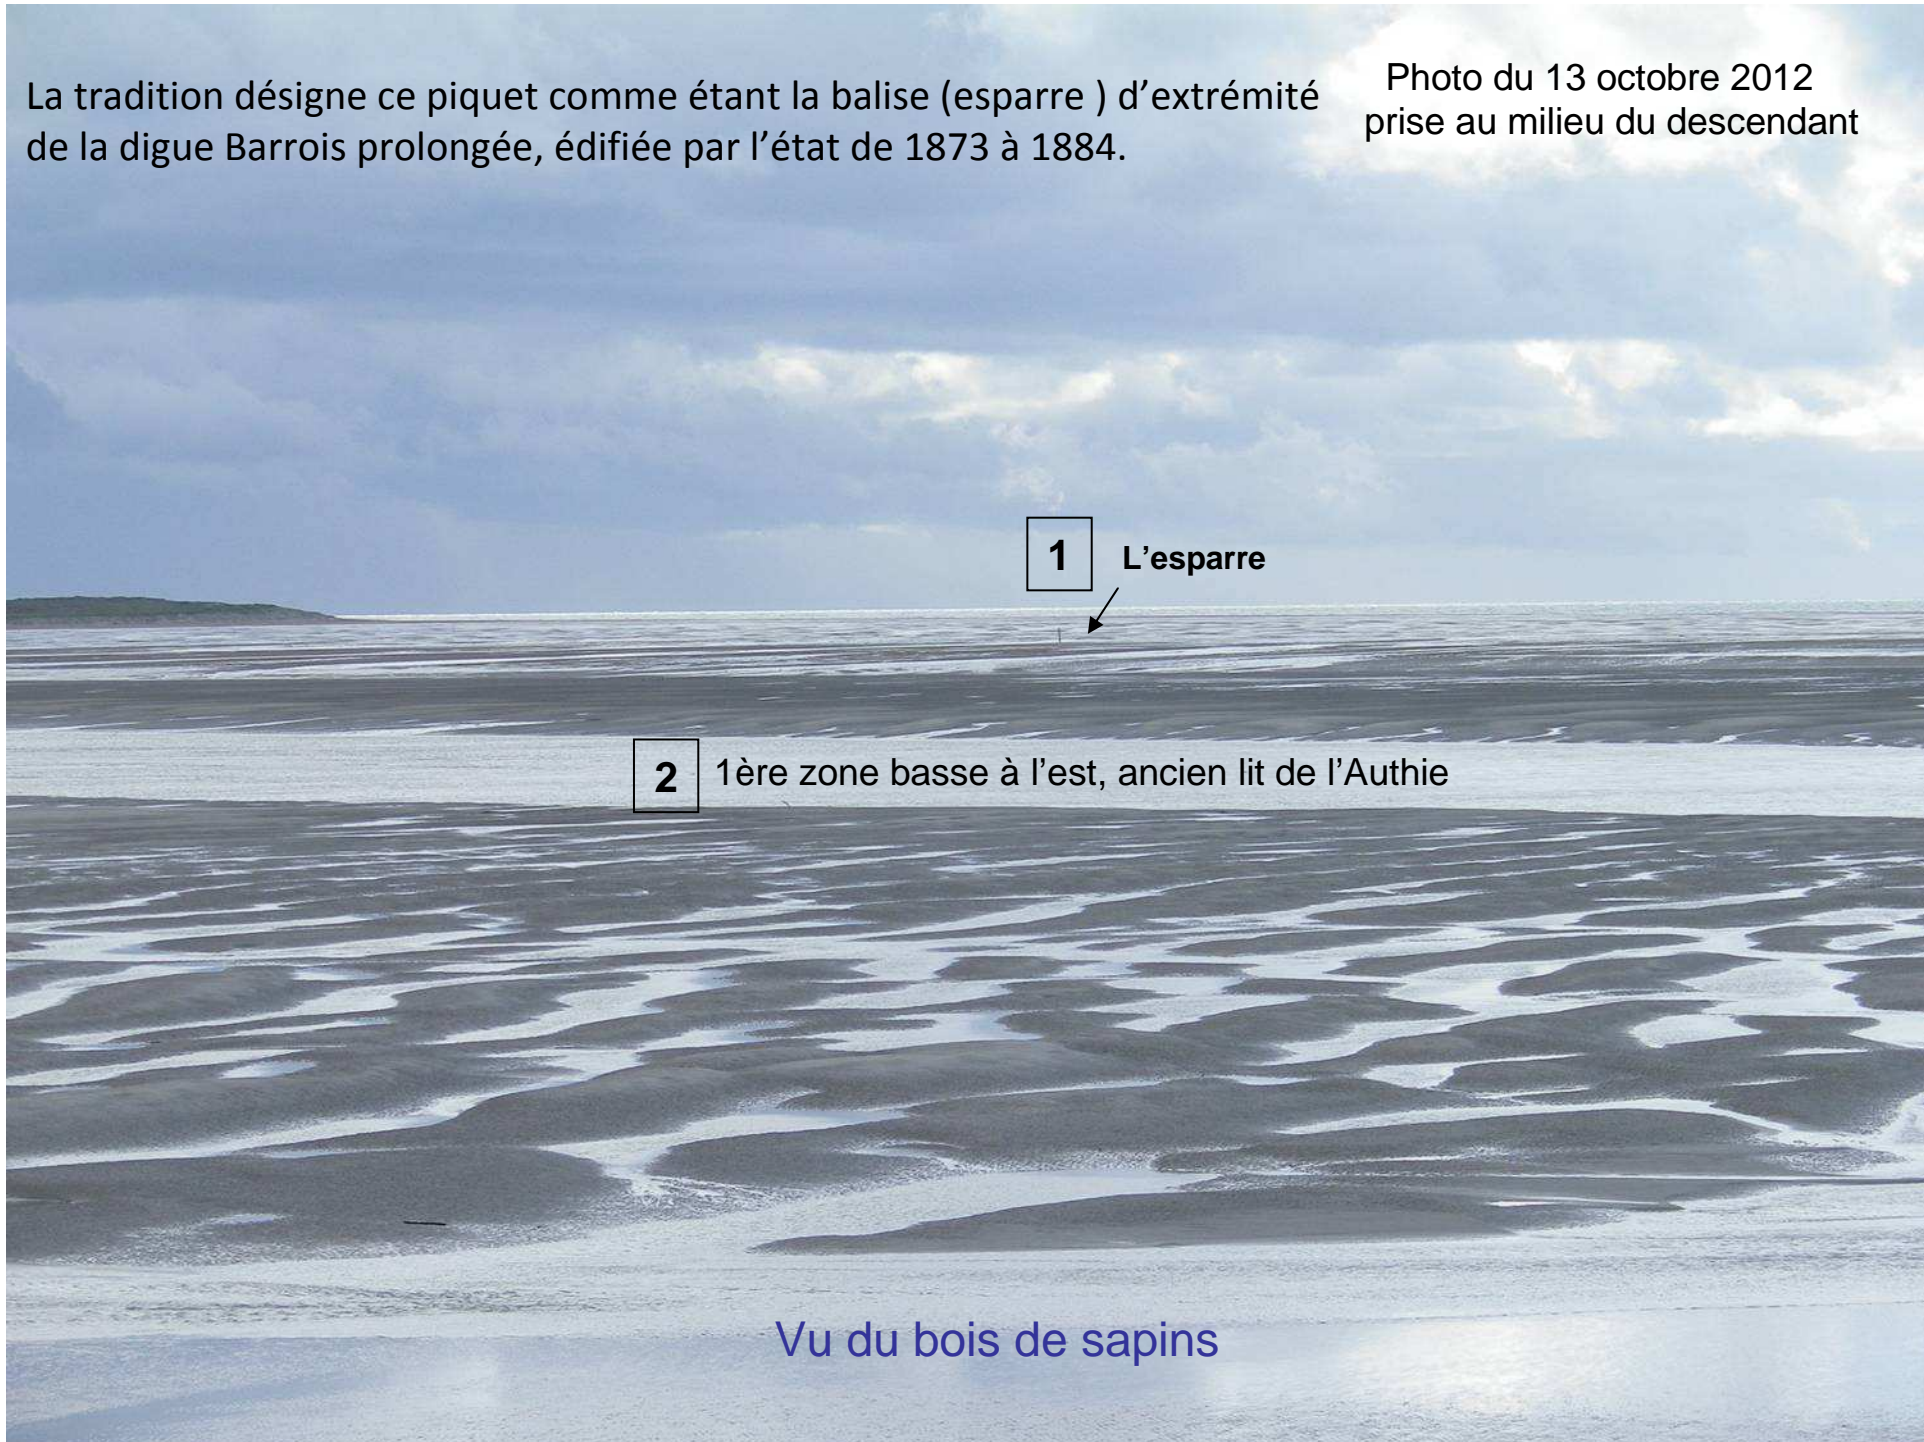 La tradition désigne ce piquet comme étant la balise (esparre ) d’extrémité
de la digue Barrois prolongée, édifiée par l’état de 1873 à 1884.
Photo du 13 octobre 2012
prise au milieu du descendant
1 L’esparre
2 1ère zone basse à l’est, ancien lit de l’Authie
Vu du bois de sapins